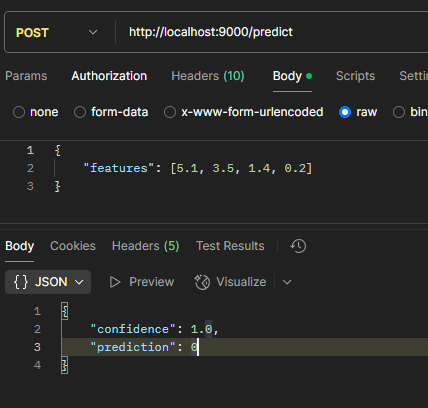 POST http://localhost:9000/predict
Params Authorization Headers (10) Body Scripts Setti
none form-data x-www-form-urlencoded raw bin
1 {
2 "features": [5.1, 3.5, 1.4, 0.2]
3 }
Body Cookies Headers (5) Test Results
{} JSON Preview Visualize
1 {
2 "confidence": 1.0,
3 "prediction": 0
4 }